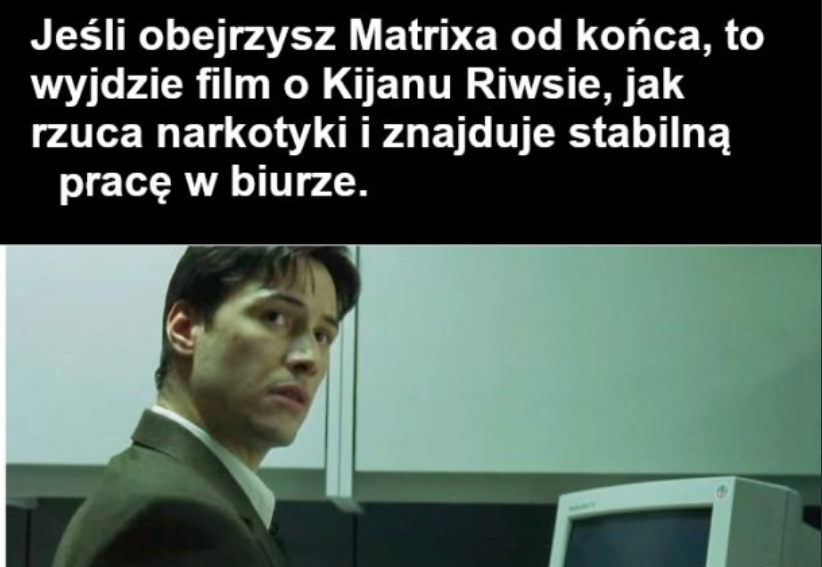 Jeśli obejrzysz Matrixa od końca, to
wyjdzie film o Kijanu Riwsie, jak
rzuca narkotyki i znajduje stabilną
pracę w biurze.